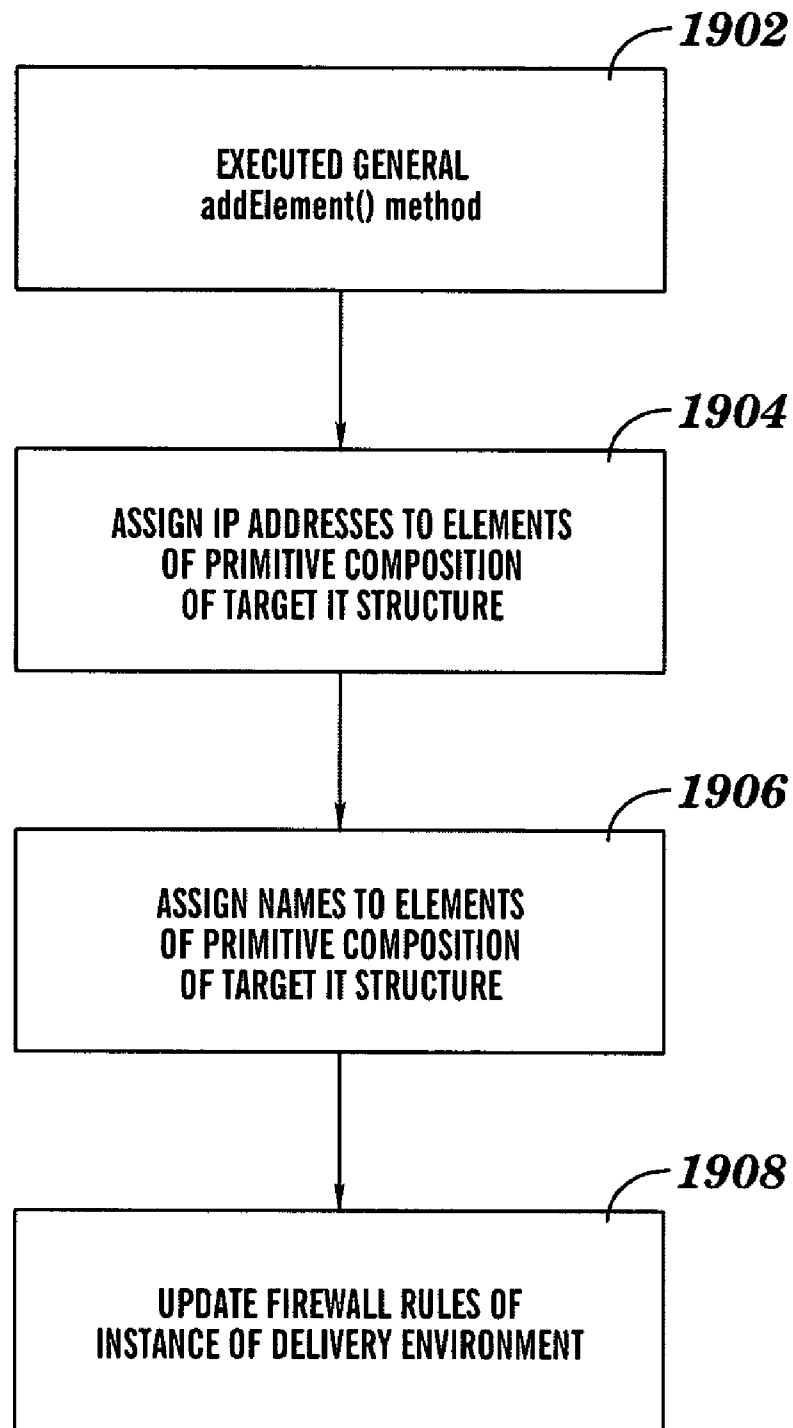 1902
EXECUTED GENERAL
addElement() method
1904
ASSIGN IP ADDRESSES TO ELEMENTS
OF PRIMITIVE COMPOSITION
OF TARGET IT STRUCTURE
1906
ASSIGN NAMES TO ELEMENTS
OF PRIMITIVE COMPOSITION
OF TARGET IT STRUCTURE
1908
UPDATE FIREWALL RULES OF
INSTANCE OF DELIVERY ENVIRONMENT